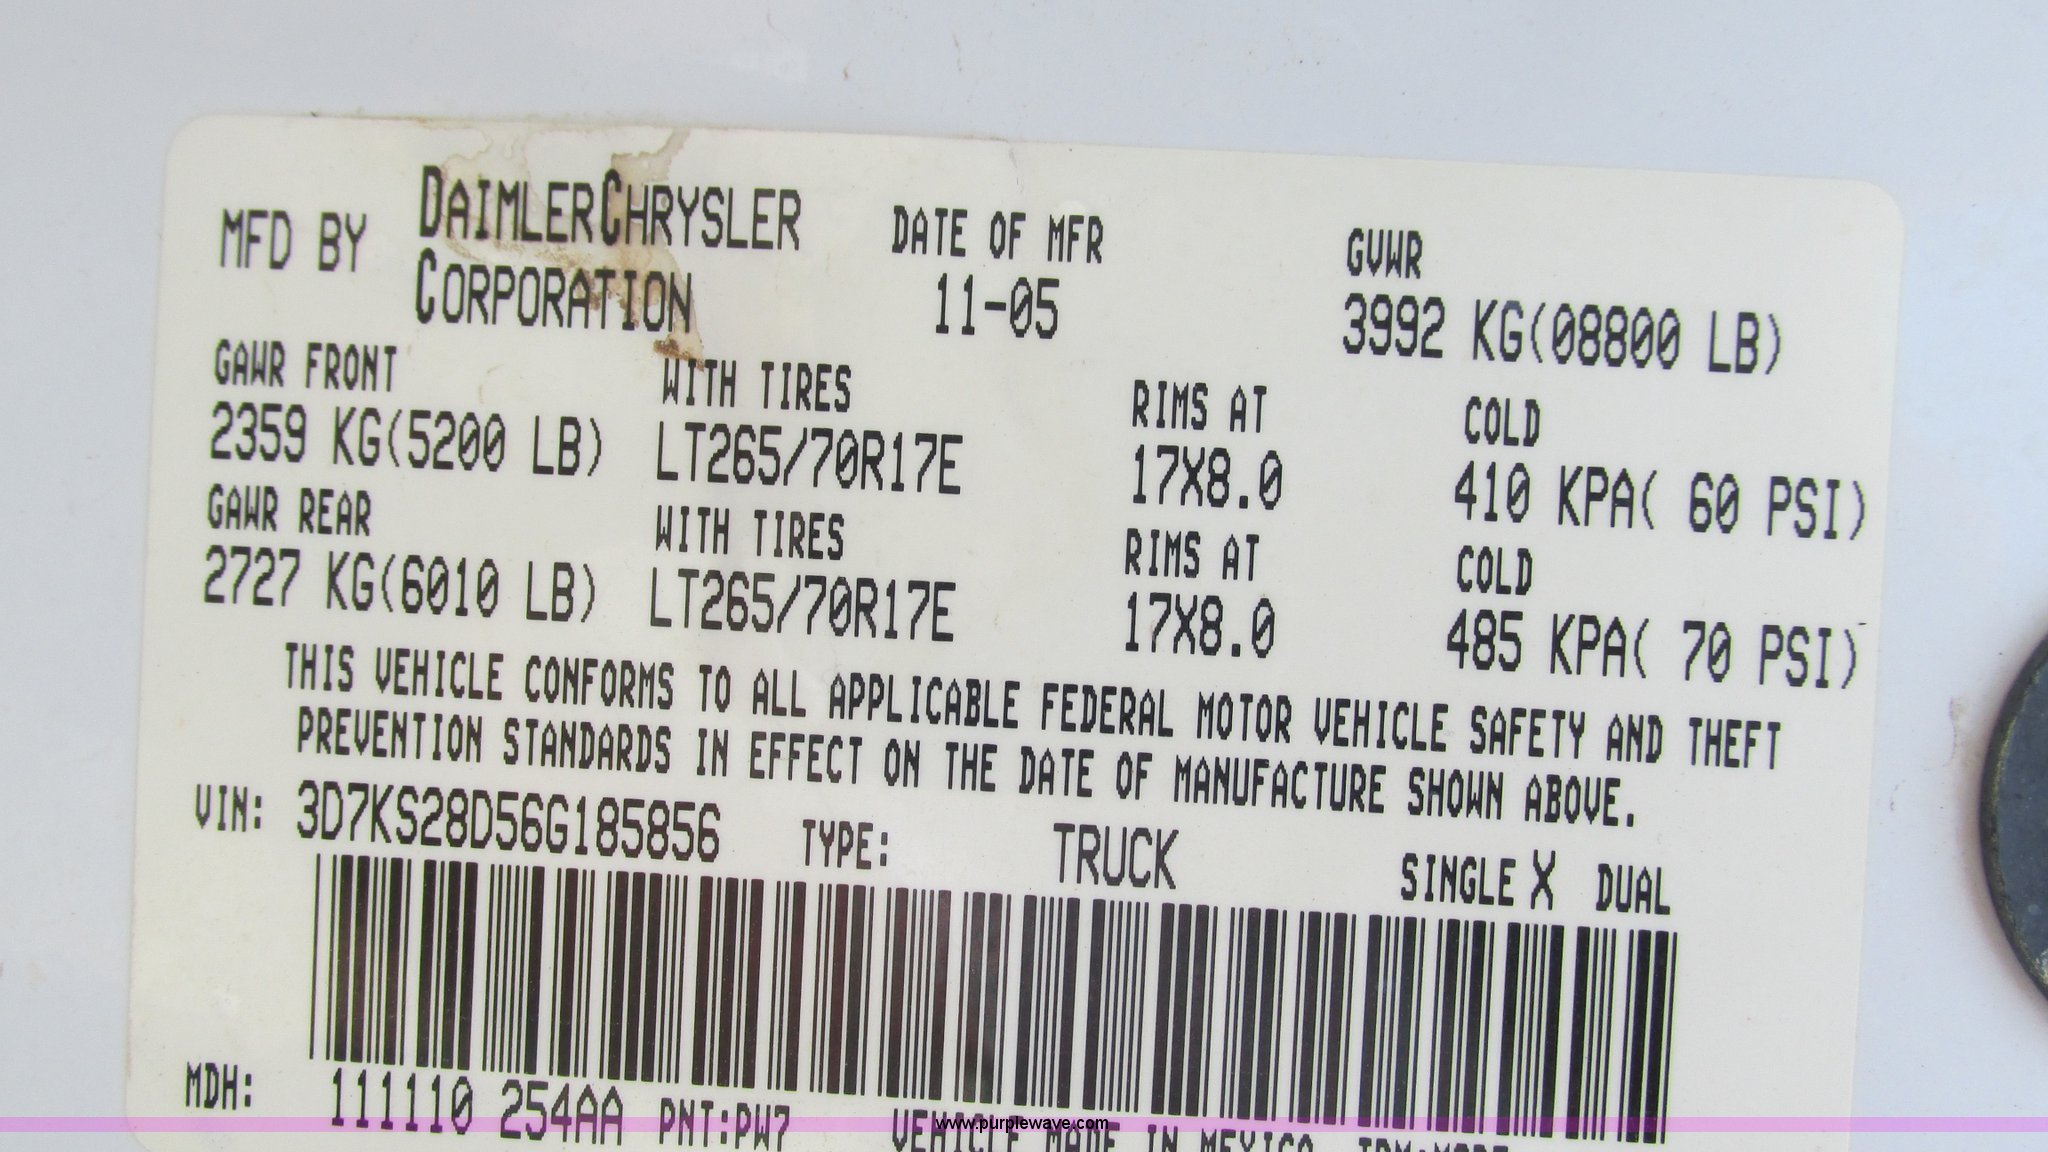 MFD BY DAIMLERCHRYSLER CORPORATION DATE OF MFR 11-05 GVWR 3992 KG(08800 LB)
GAWR FRONT WITH TIRES RIMS AT COLD
2359 KG(5200 LB) LT265/70R17E 17X8.0 410 KPA( 60 PSI)
GAWR REAR WITH TIRES RIMS AT COLD
2727 KG(6010 LB) LT265/70R17E 17X8.0 485 KPA( 70 PSI)
THIS VEHICLE CONFORMS TO ALL APPLICABLE FEDERAL MOTOR VEHICLE SAFETY AND THEFT
PREVENTION STANDARDS IN EFFECT ON THE DATE OF MANUFACTURE SHOWN ABOVE.
VIN: 3D7KS28D56G185856 TYPE: TRUCK SINGLE X DUAL
MDH: 111110 254AA PNT:PW7 VEHICLE MADE IN MEXICO
www.purplewave.com